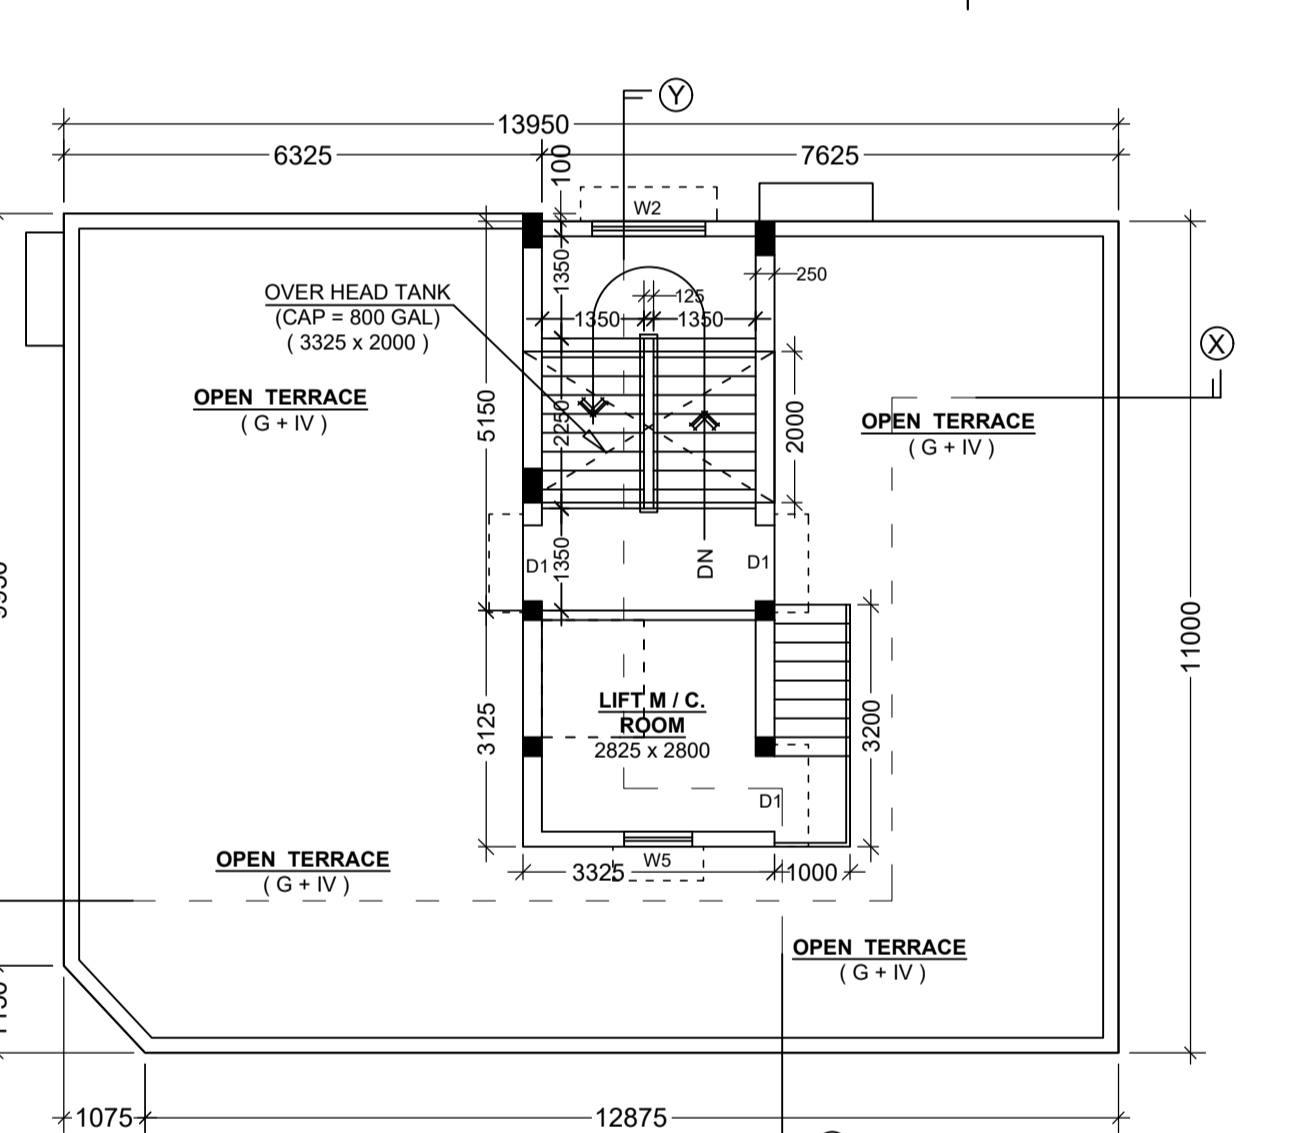 Y
13950
6325
100
7625
W2
1350
250
125
1350
1350
OVER HEAD TANK
(CAP = 800 GAL)
( 3325 x 2000 )
X
OPEN TERRACE
( G + IV )
5150
2250
2000
OPEN TERRACE
( G + IV )
D1
1350
DN
D1
11000
LIFT M / C.
ROOM
2825 x 2800
3125
3200
D1
W5
3325
1000
OPEN TERRACE
( G + IV )
OPEN TERRACE
( G + IV )
1075
12875